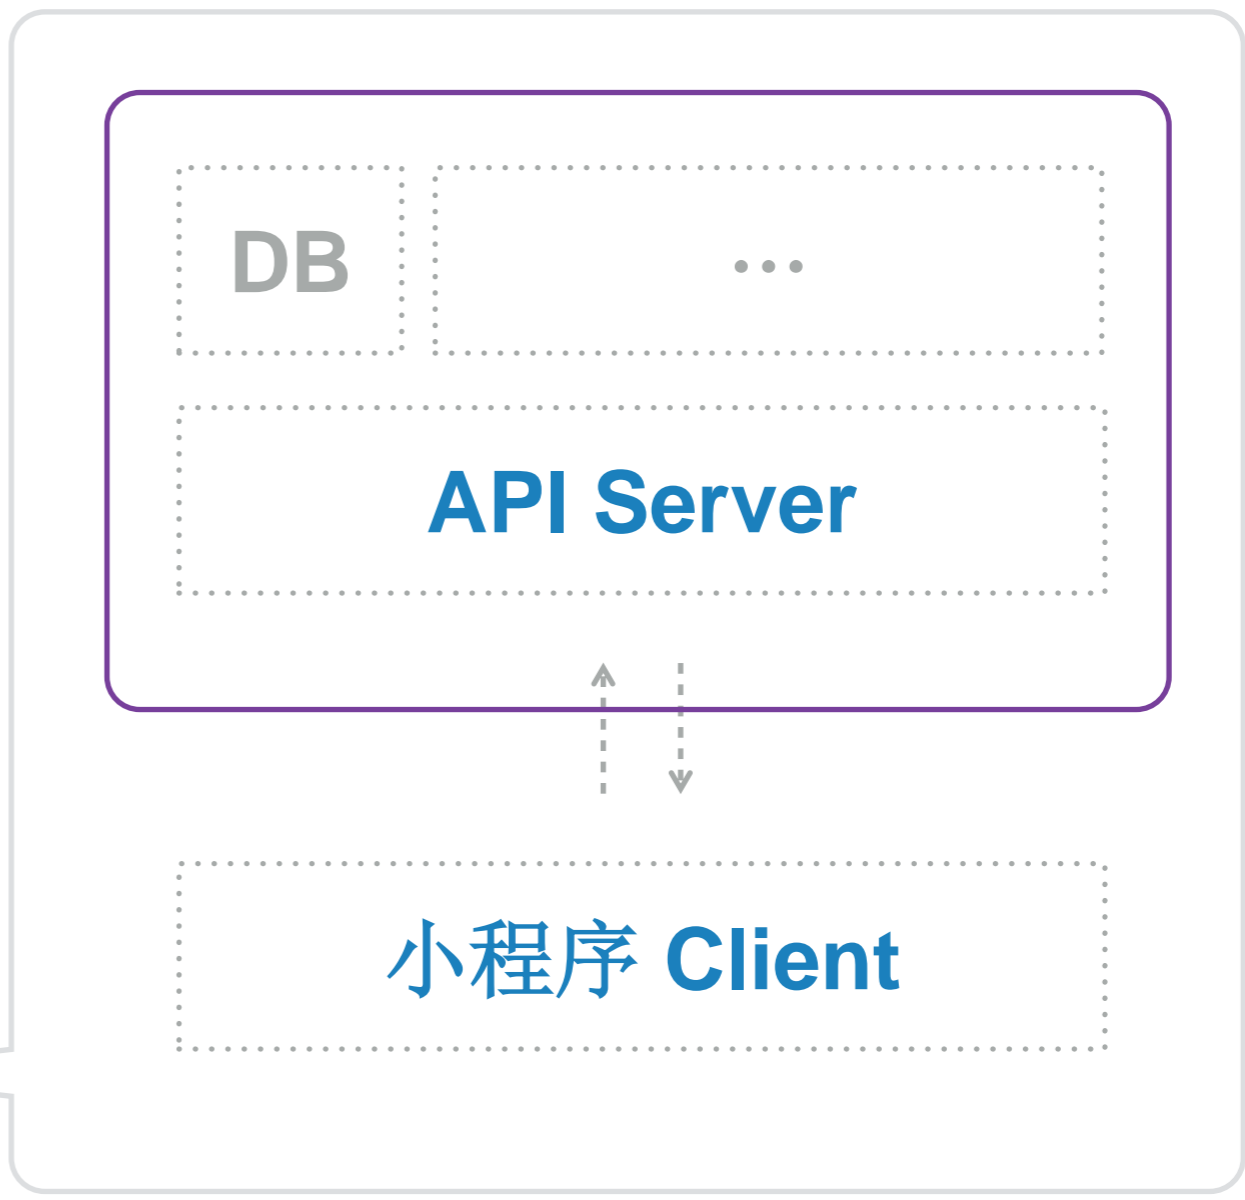 DB
...
API Server
小程序 Client